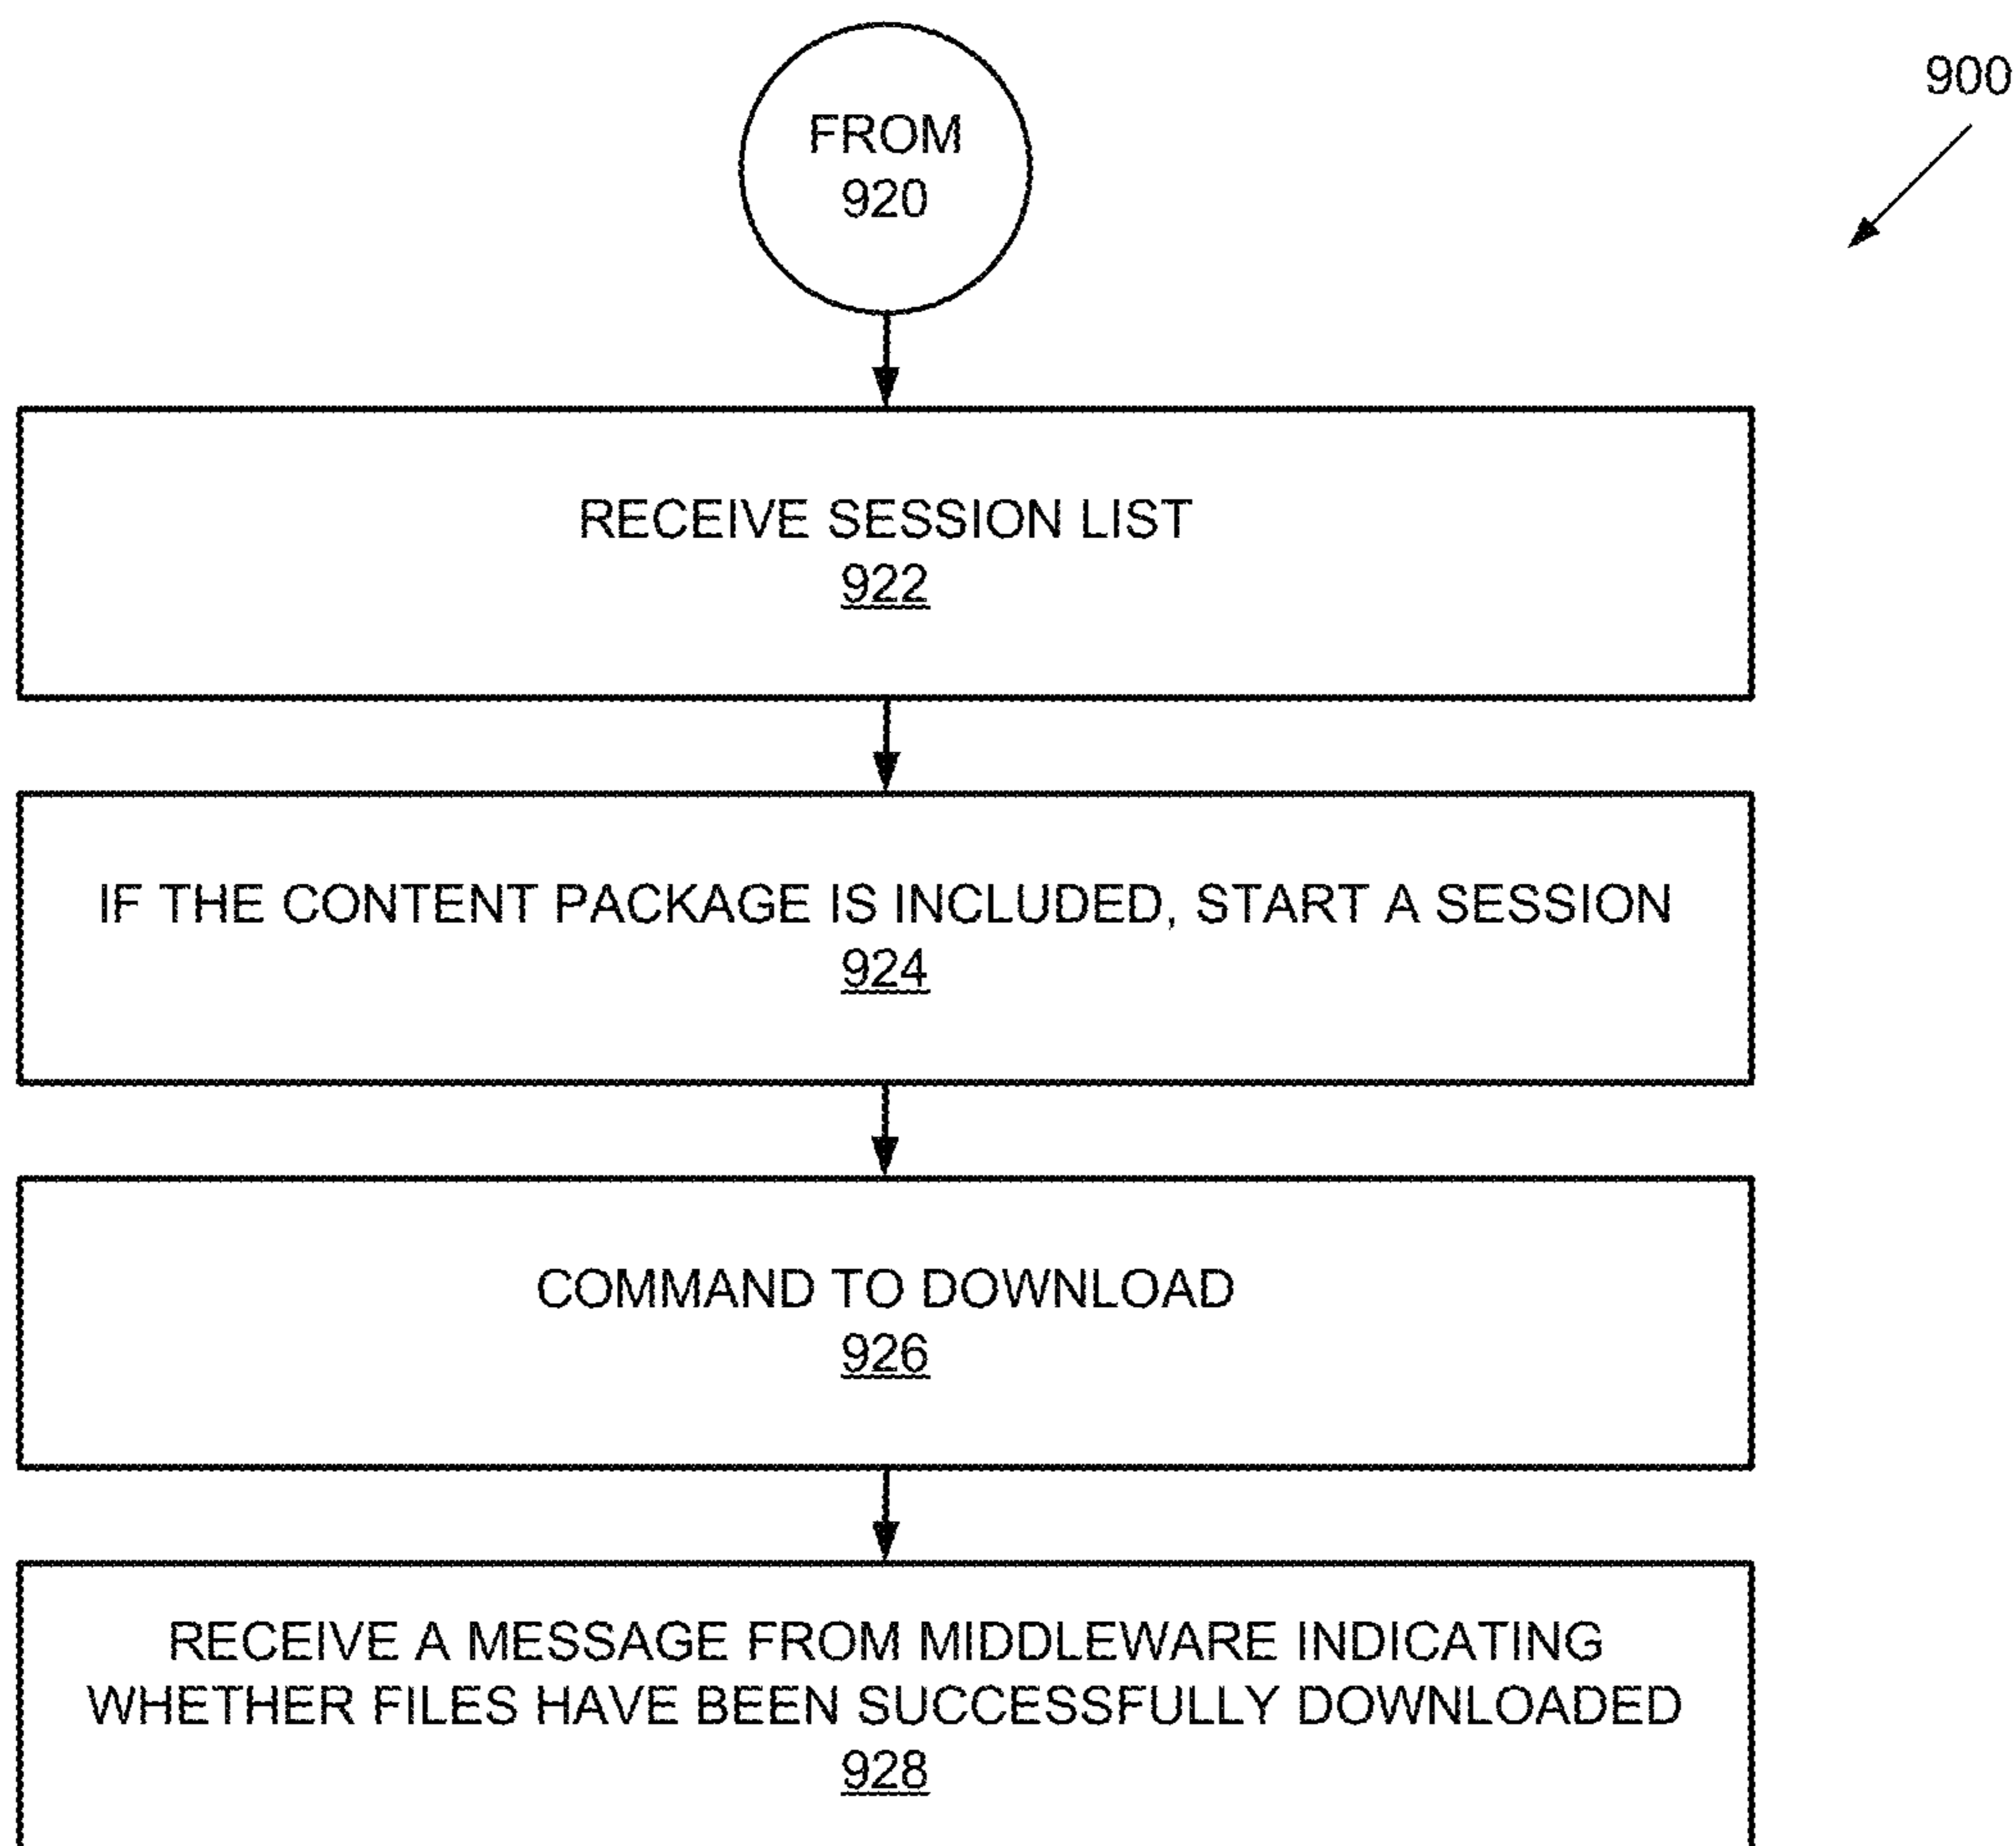 FROM
920
900
RECEIVE SESSION LIST
922
IF THE CONTENT PACKAGE IS INCLUDED, START A SESSION
924
COMMAND TO DOWNLOAD
926
RECEIVE A MESSAGE FROM MIDDLEWARE INDICATING
WHETHER FILES HAVE BEEN SUCCESSFULLY DOWNLOADED
928